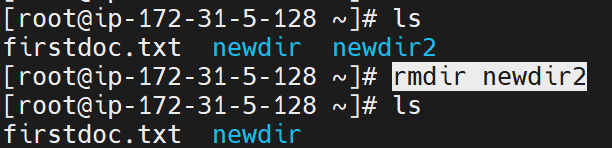 [root@ip-172-31-5-128 ~]# ls
firstdoc.txt  newdir  newdir2
[root@ip-172-31-5-128 ~]# rmdir newdir2
[root@ip-172-31-5-128 ~]# ls
firstdoc.txt  newdir